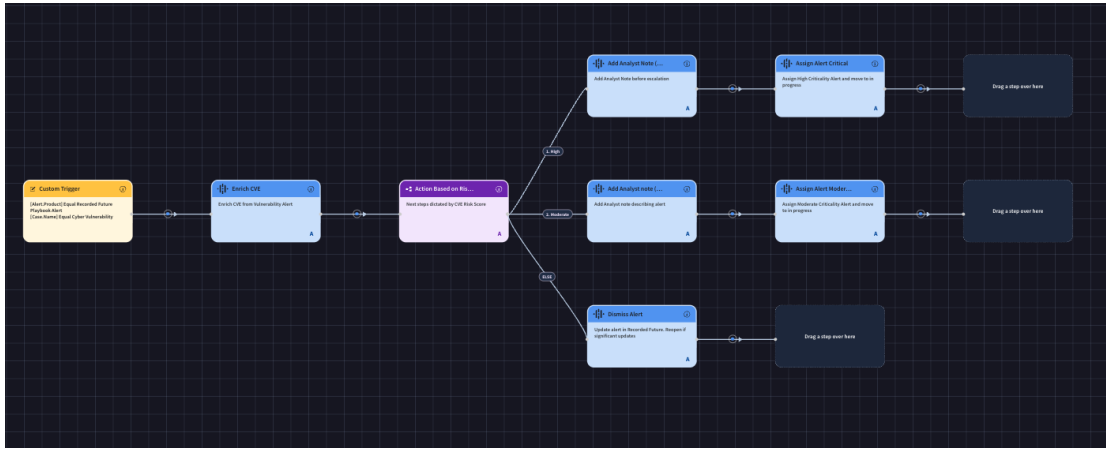 Add Analyst Note (...
Add Analyst Note before escalation
A
Assign Alert Critical
Assign High Criticality Alert and move to in
progress
A
Drag a step over here
1. High
Custom Trigger
[Alert.Product] Equal Recorded Future
Playbook Alert
[Case.Name] Equal Cyber Vulnerability
Enrich CVE
Enrich CVE from Vulnerability Alert
A
Action Based on Ris...
Next steps dictated by CVE Risk Score
A
2. Moderate
Add Analyst note (...
Add Analyst note describing alert
A
Assign Alert Moder...
Assign Moderate Criticality Alert and move
to in progress
A
Drag a step over here
ELSE
Dismiss Alert
Update alert in Recorded Future. Reopen if
significant updates
A
Drag a step over here